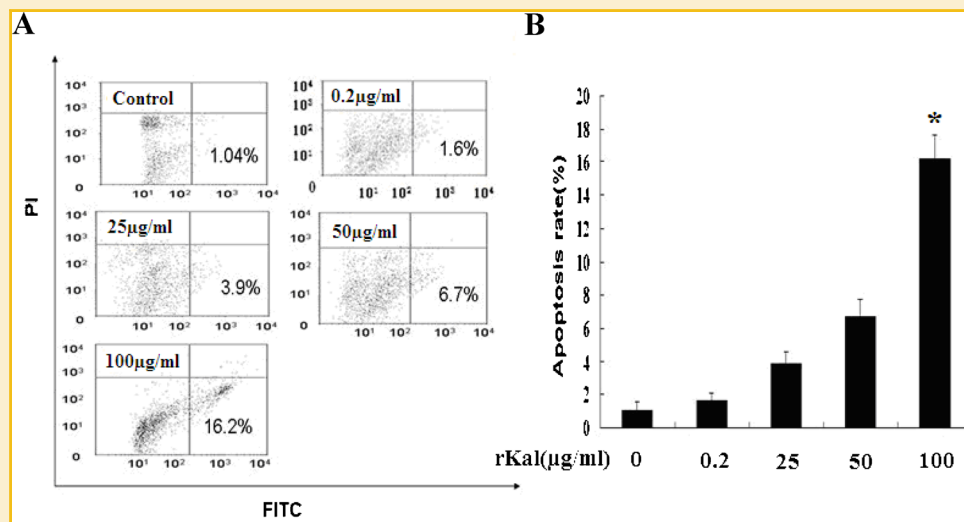 A
B
PI
10⁴
10³
10²
10¹
0
Control
1.04%
10¹ 10² 10³ 10⁴
10⁴
10³
10²
10¹
0
0.2µg/ml
1.6%
10¹ 10² 10³ 10⁴
10⁴
10³
10²
10¹
0
25µg/ml
3.9%
10¹ 10² 10³ 10⁴
10⁴
10³
10²
10¹
0
50µg/ml
6.7%
10¹ 10² 10³ 10⁴
10⁴
10³
10²
10¹
0
100µg/ml
16.2%
10¹ 10² 10³ 10⁴
FITC
Apoptosis rate(%)
20
18
16
14
12
10
8
6
4
2
0
*
rKal(µg/ml) 0 0.2 25 50 100